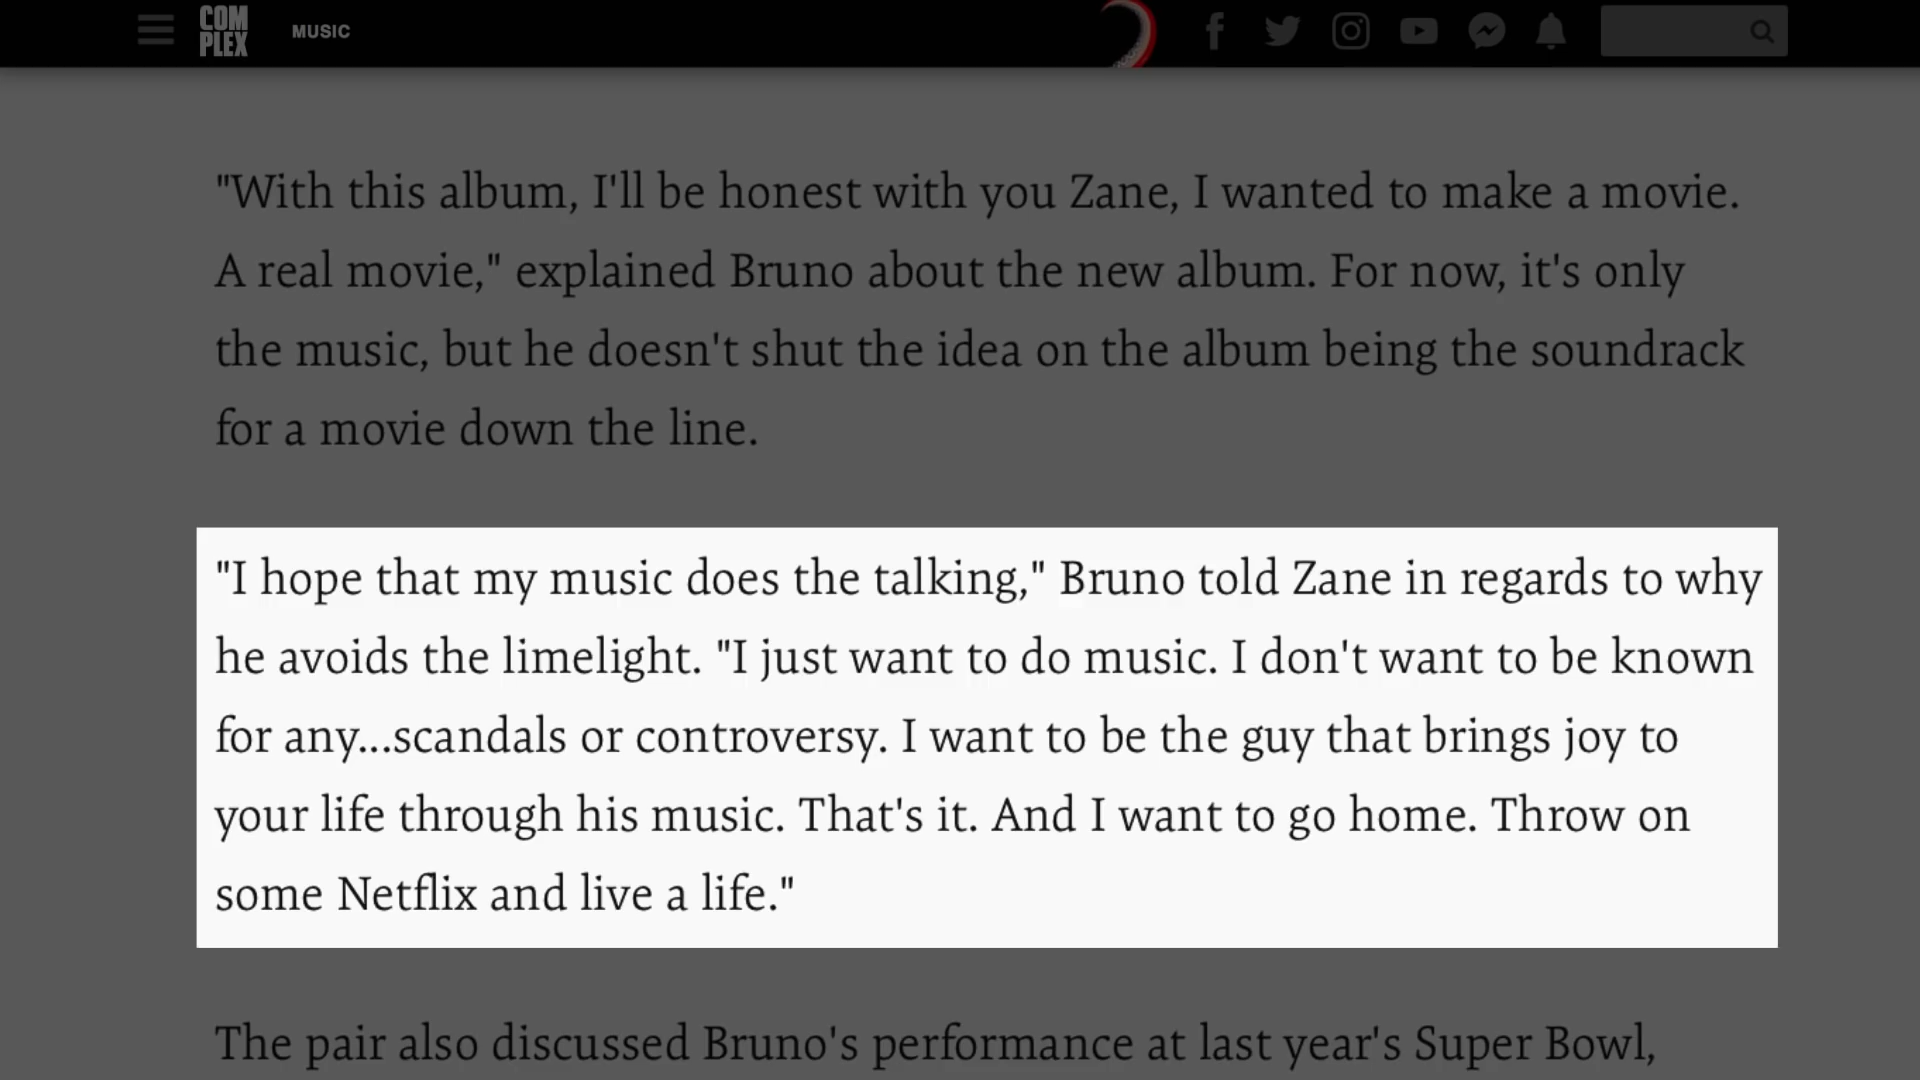 COM
PLEX
MUSIC
"With this album, I'll be honest with you Zane, I wanted to make a movie.
A real movie," explained Bruno about the new album. For now, it's only
the music, but he doesn't shut the idea on the album being the soundrack
for a movie down the line.
"I hope that my music does the talking," Bruno told Zane in regards to why
he avoids the limelight. "I just want to do music. I don't want to be known
for any...scandals or controversy. I want to be the guy that brings joy to
your life through his music. That's it. And I want to go home. Throw on
some Netflix and live a life."
The pair also discussed Bruno's performance at last year's Super Bowl,